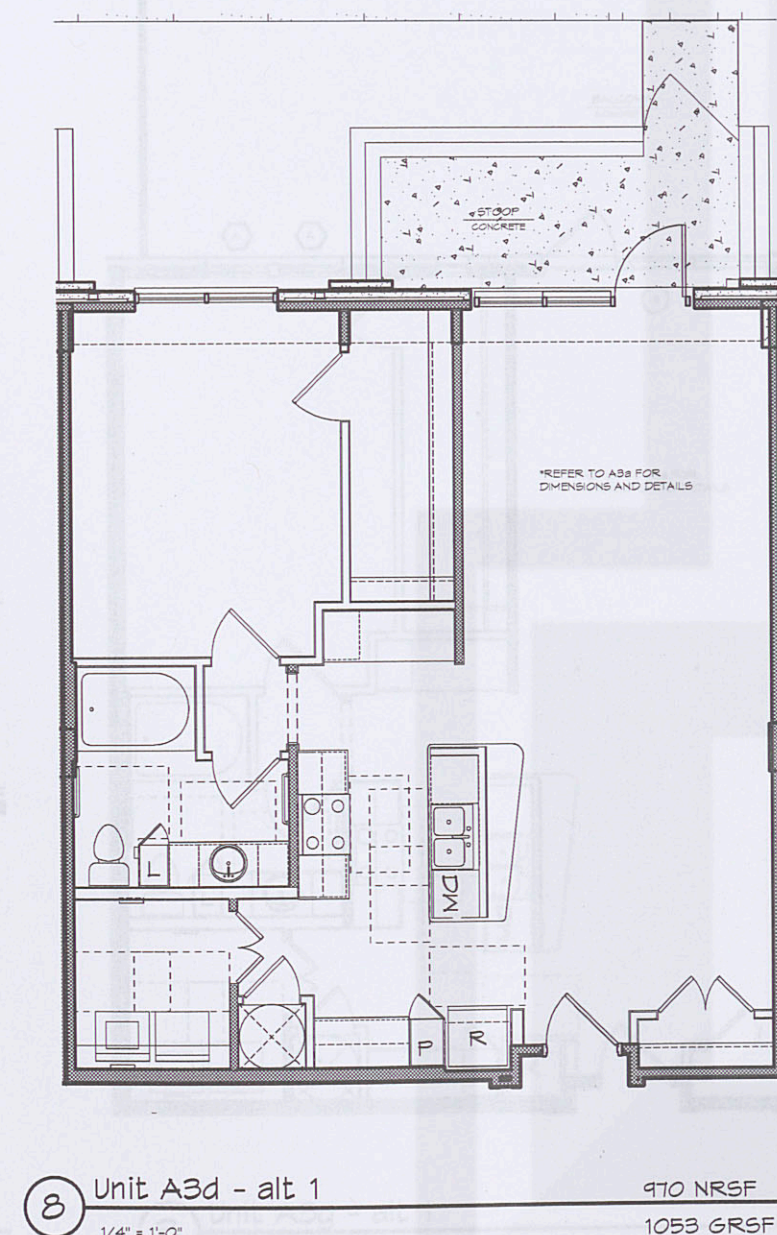 STOOP
CONCRETE
*REFER TO A3a FOR
DIMENSIONS AND DETAILS
L
DW
P
R
8
Unit A3d - alt 1
970 NRSF
1/4" = 1'-0"
1053 GRSF